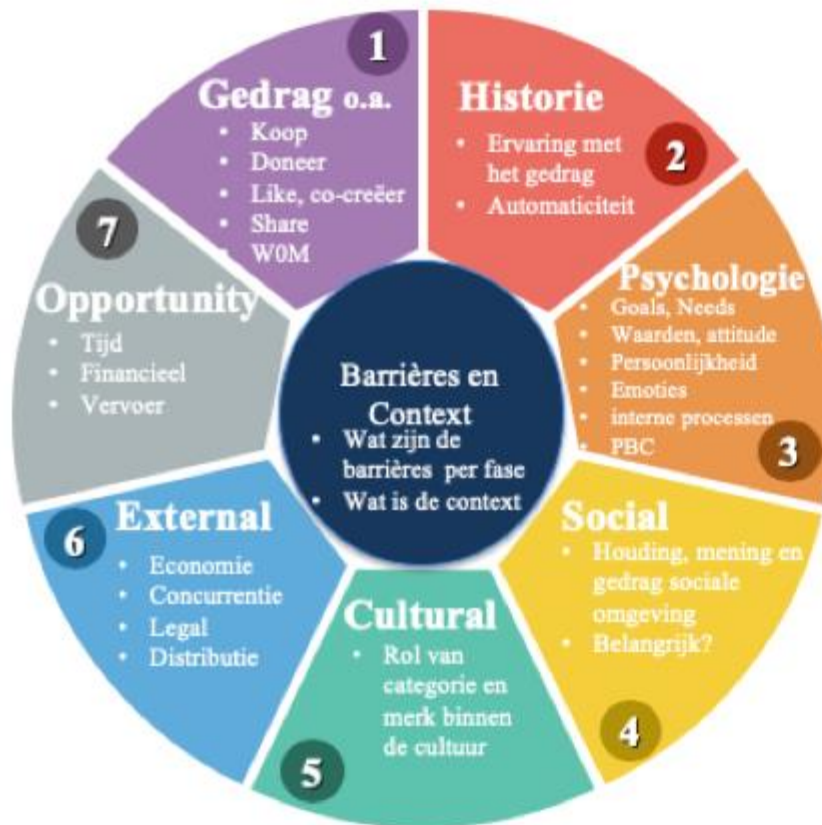 1
Gedrag o.a.
• Koop
• Doneer
• Like, co-creëer
• Share
• W0M
Historie
• Ervaring met
het gedrag
• Automaticiteit
2
Psychologie
• Goals, Needs
• Waarden, attitude
• Persoonlijkheid
• Emoties
• interne processen
• PBC
3
Social
• Houding, mening en
gedrag sociale
omgeving
• Belangrijk?
4
Cultural
• Rol van
categorie en
merk binnen
de cultuur
5
External
6
• Economie
• Concurrentie
• Legal
• Distributie
7
Opportunity
• Tijd
• Financieel
• Vervoer
Barrières en
Context
• Wat zijn de
barrières per fase
• Wat is de context